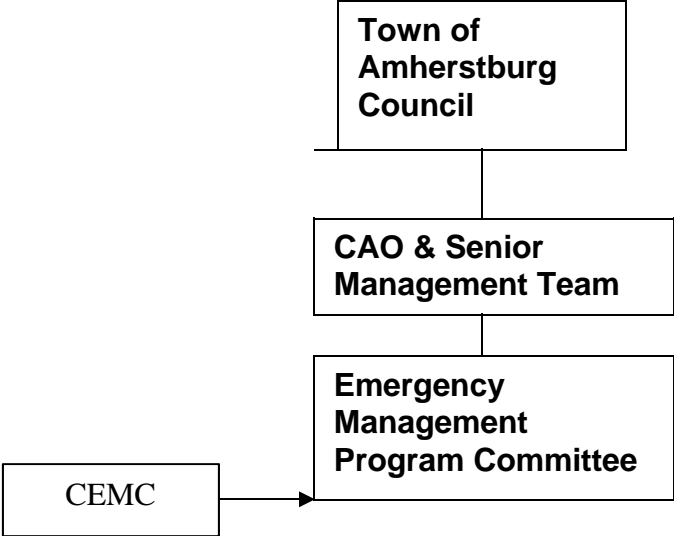 Town of
Amherstburg
Council
CAO & Senior
Management Team
Emergency
Management
Program Committee
CEMC